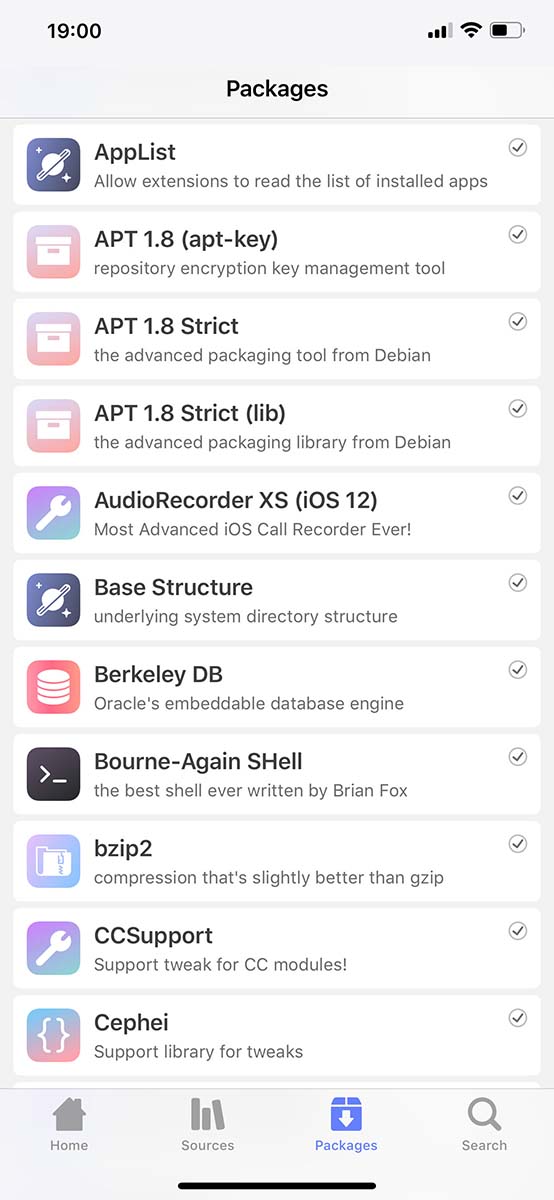 19:00
Packages
AppList
Allow extensions to read the list of installed apps
APT 1.8 (apt-key)
repository encryption key management tool
APT 1.8 Strict
the advanced packaging tool from Debian
APT 1.8 Strict (lib)
the advanced packaging library from Debian
AudioRecorder XS (iOS 12)
Most Advanced iOS Call Recorder Ever!
Base Structure
underlying system directory structure
Berkeley DB
Oracle's embeddable database engine
Bourne-Again SHell
the best shell ever written by Brian Fox
bzip2
compression that's slightly better than gzip
CCSupport
Support tweak for CC modules!
Cephei
Support library for tweaks
Home Sources Packages Search